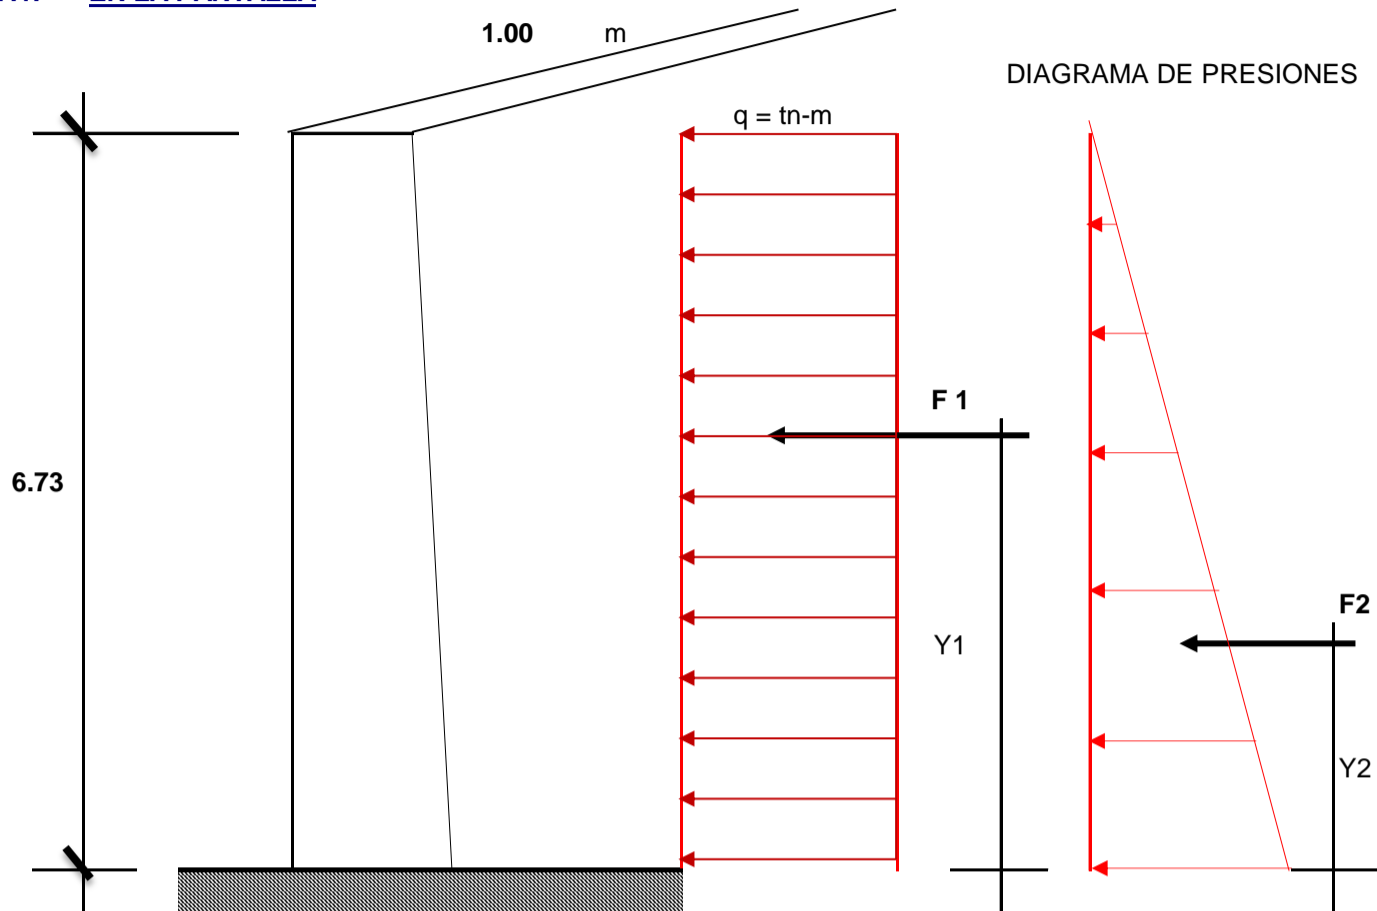 1.00 m
DIAGRAMA DE PRESIONES
q = tn-m
F 1
6.73
F2
Y1
Y2